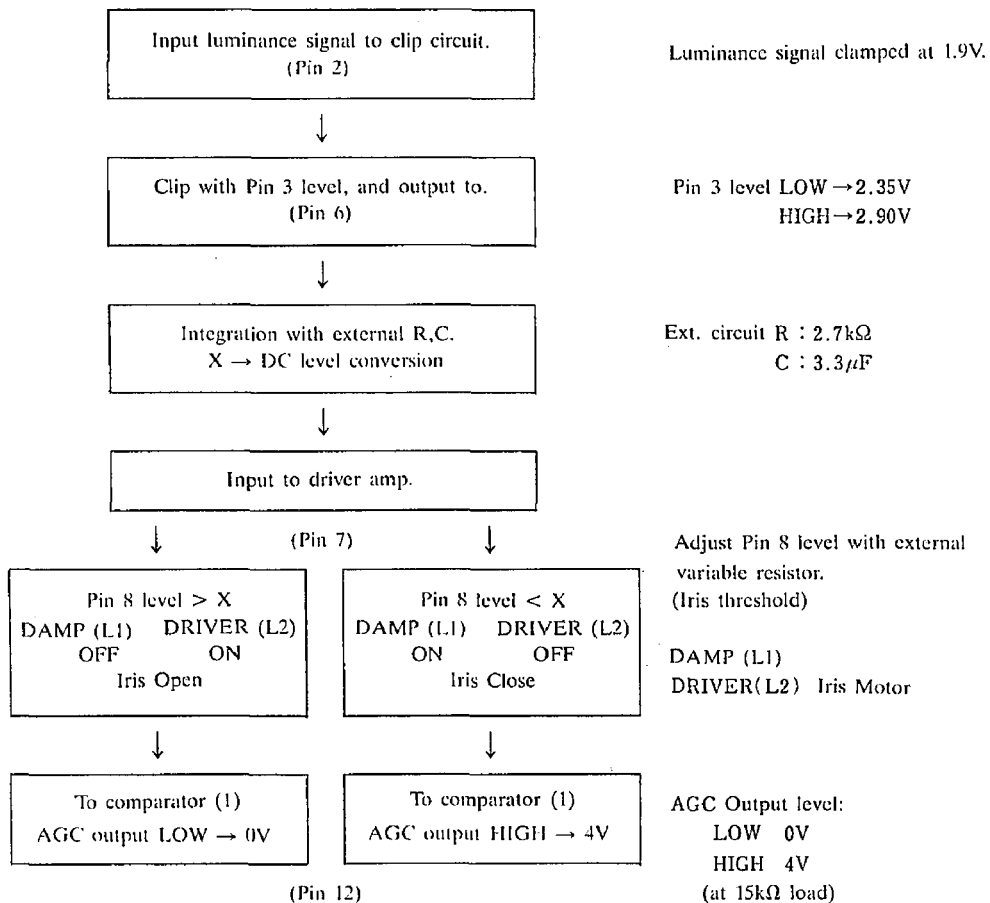 Input luminance signal to clip circuit.
(Pin 2)
Luminance signal clamped at 1.9V.
↓
Clip with Pin 3 level, and output to.
(Pin 6)
Pin 3 level LOW→2.35V
HIGH→2.90V
↓
Integration with external R,C.
X → DC level conversion
Ext. circuit R : 2.7kΩ
C : 3.3μF
↓
Input to driver amp.
↓ (Pin 7) ↓
Adjust Pin 8 level with external
variable resistor.
(Iris threshold)
Pin 8 level > X
DAMP (L1) DRIVER (L2)
OFF ON
Iris Open
Pin 8 level < X
DAMP (L1) DRIVER (L2)
ON OFF
Iris Close
DAMP (L1)
DRIVER(L2) Iris Motor
↓ ↓
To comparator (1)
AGC output LOW → 0V
To comparator (1)
AGC output HIGH → 4V
AGC Output level:
LOW 0V
HIGH 4V
(at 15kΩ load)
(Pin 12)